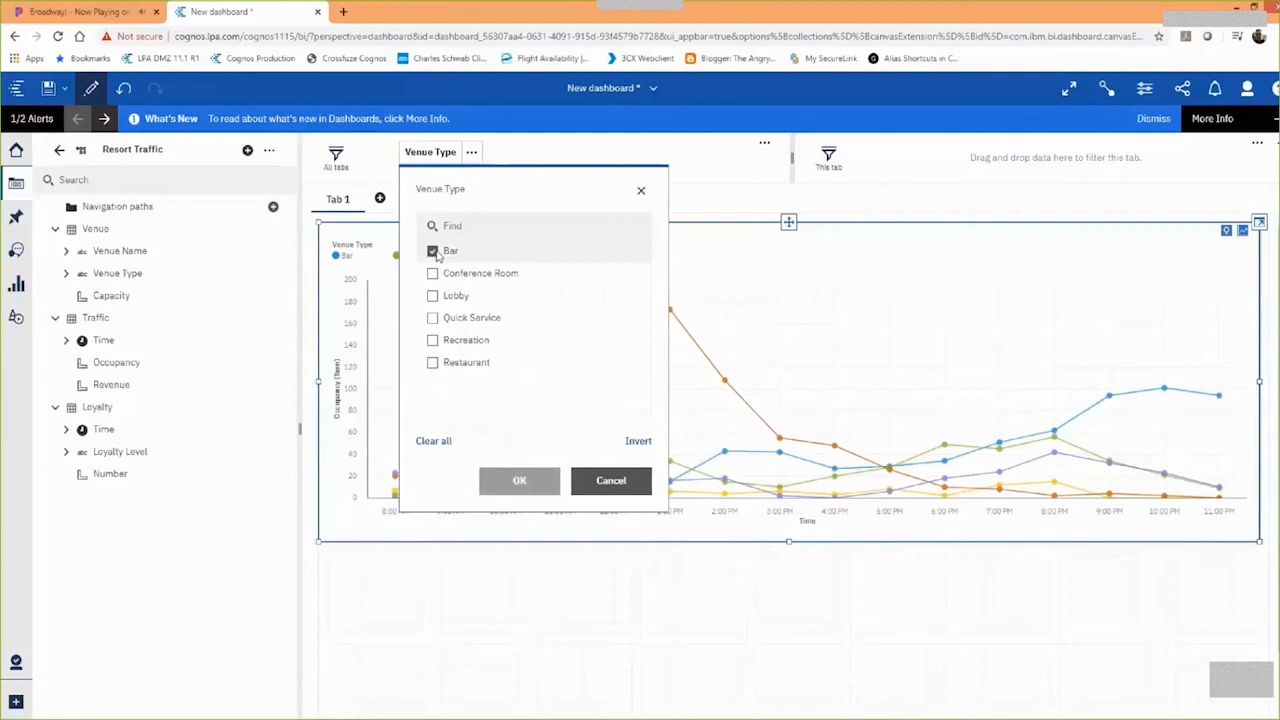 Broadway! - Now Playing on
New dashboard *
Not secure
cognos.lpa.com/cognos1115/bi/?perspective=dashboard&id=dashboard_56307aa4-0631-4091-915d-93f4579b7728&ui_appbar=true&options%5Bcollections%5D%5BcanvasExtension%5D%5Bid%5D=com.ibm.bi.dashboard.canvasE...
Apps
Bookmarks
LPA DMZ 11.1 R1
Cognos Production
Crossfuze Cognos
Charles Schwab Cli...
Flight Availability |...
3CX Webclient
Blogger: The Angry...
My SecureLink
Alias Shortcuts in C...
New dashboard *
1/2 Alerts
What's New
To read about what's new in Dashboards, click More Info.
Dismiss
More Info
Resort Traffic
Search
Navigation paths
Venue
abc Venue Name
abc Venue Type
Capacity
Traffic
Time
Occupancy
Revenue
Loyalty
Time
abc Loyalty Level
Number
All tabs
Venue Type
This tab
Drag and drop data here to filter this tab.
Tab 1
Venue Type
Find
Bar
Conference Room
Lobby
Quick Service
Recreation
Restaurant
Clear all
Invert
OK
Cancel
Venue Type
Bar
200
180
160
140
120
100
80
60
40
20
0
Occupancy (Sum)
8:00
2:00 PM
3:00 PM
4:00 PM
5:00 PM
6:00 PM
7:00 PM
8:00 PM
9:00 PM
10:00 PM
11:00 PM
Time